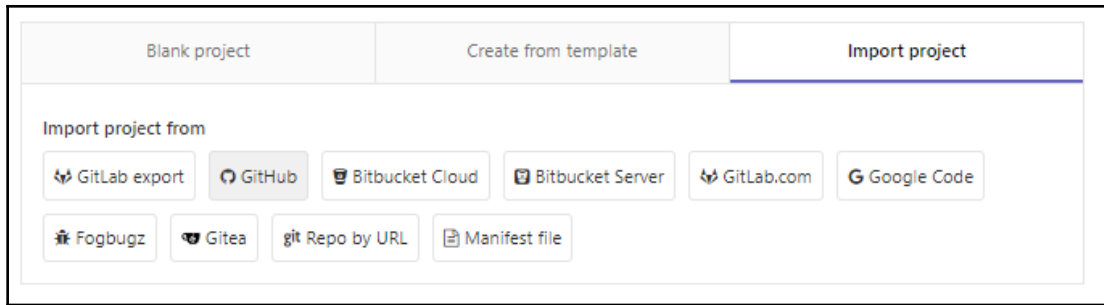 Blank project
Create from template
Import project
Import project from
GitLab export GitHub Bitbucket Cloud Bitbucket Server GitLab.com G Google Code
Fogbugz Gitea git Repo by URL Manifest file